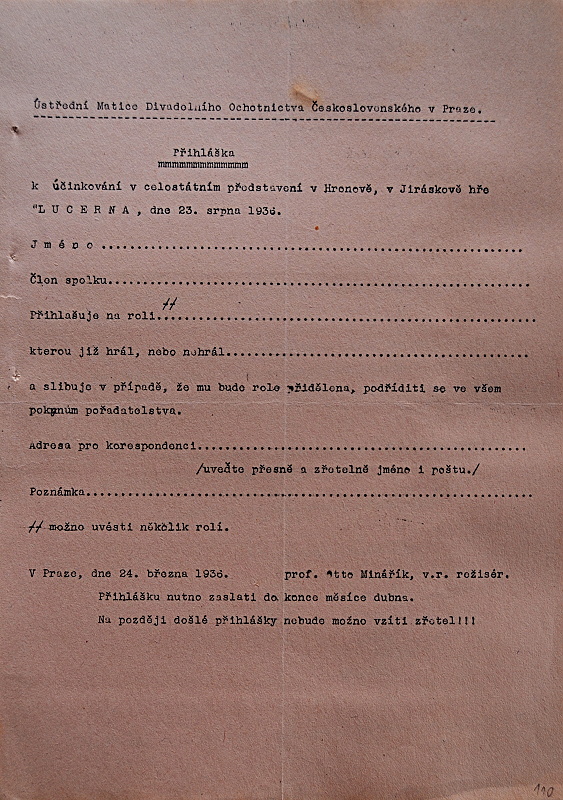 Ústřední Matice Divadelního Ochotnictva Československého v Praze.
Přihláška
k účinkování v celostátním představení v Hronově, v Jiráskově hře
"L U C E R N A , dne 23. srpna 1936.
J m é n o ..................................................
Člen spolku..................................................
Přihlašuje na roli..## ..................................................
kterou již hrál, nebo nehrál..................................................
a slibuje v případě, že mu bude role přidělena, podříditi se ve všem
pokynům pořadatelstva.
Adresa pro korespondenci..................................................
/uveďte přesně a zřetelně jméno i poštu./
Poznámka..................................................
## možno uvésti několik rolí.
V Praze, dne 24. března 1936. prof. Otto Minářík, v.r. režisér.
Přihlášku nutno zaslati do konce měsíce dubna.
Na později došlé přihlášky nebude možno vzíti zřetel!!!
110